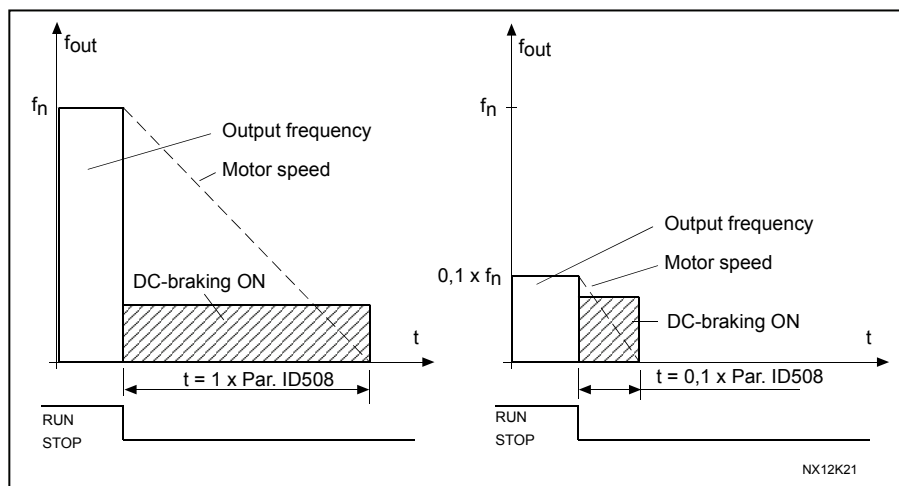 fout
fn
Output frequency
Motor speed
DC-braking ON
t
t = 1 x Par. ID508
RUN
STOP
fout
fn
Output frequency
Motor speed
0,1 x fn
DC-braking ON
t
t = 0,1 x Par. ID508
RUN
STOP
NX12K21